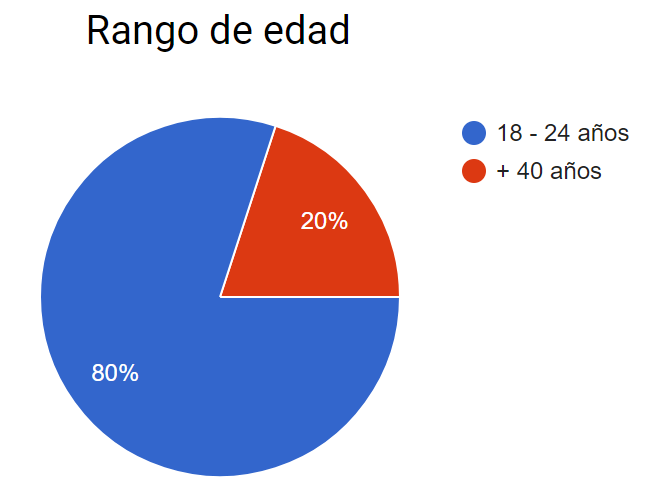 Rango de edad
18 - 24 años
+ 40 años
20%
80%